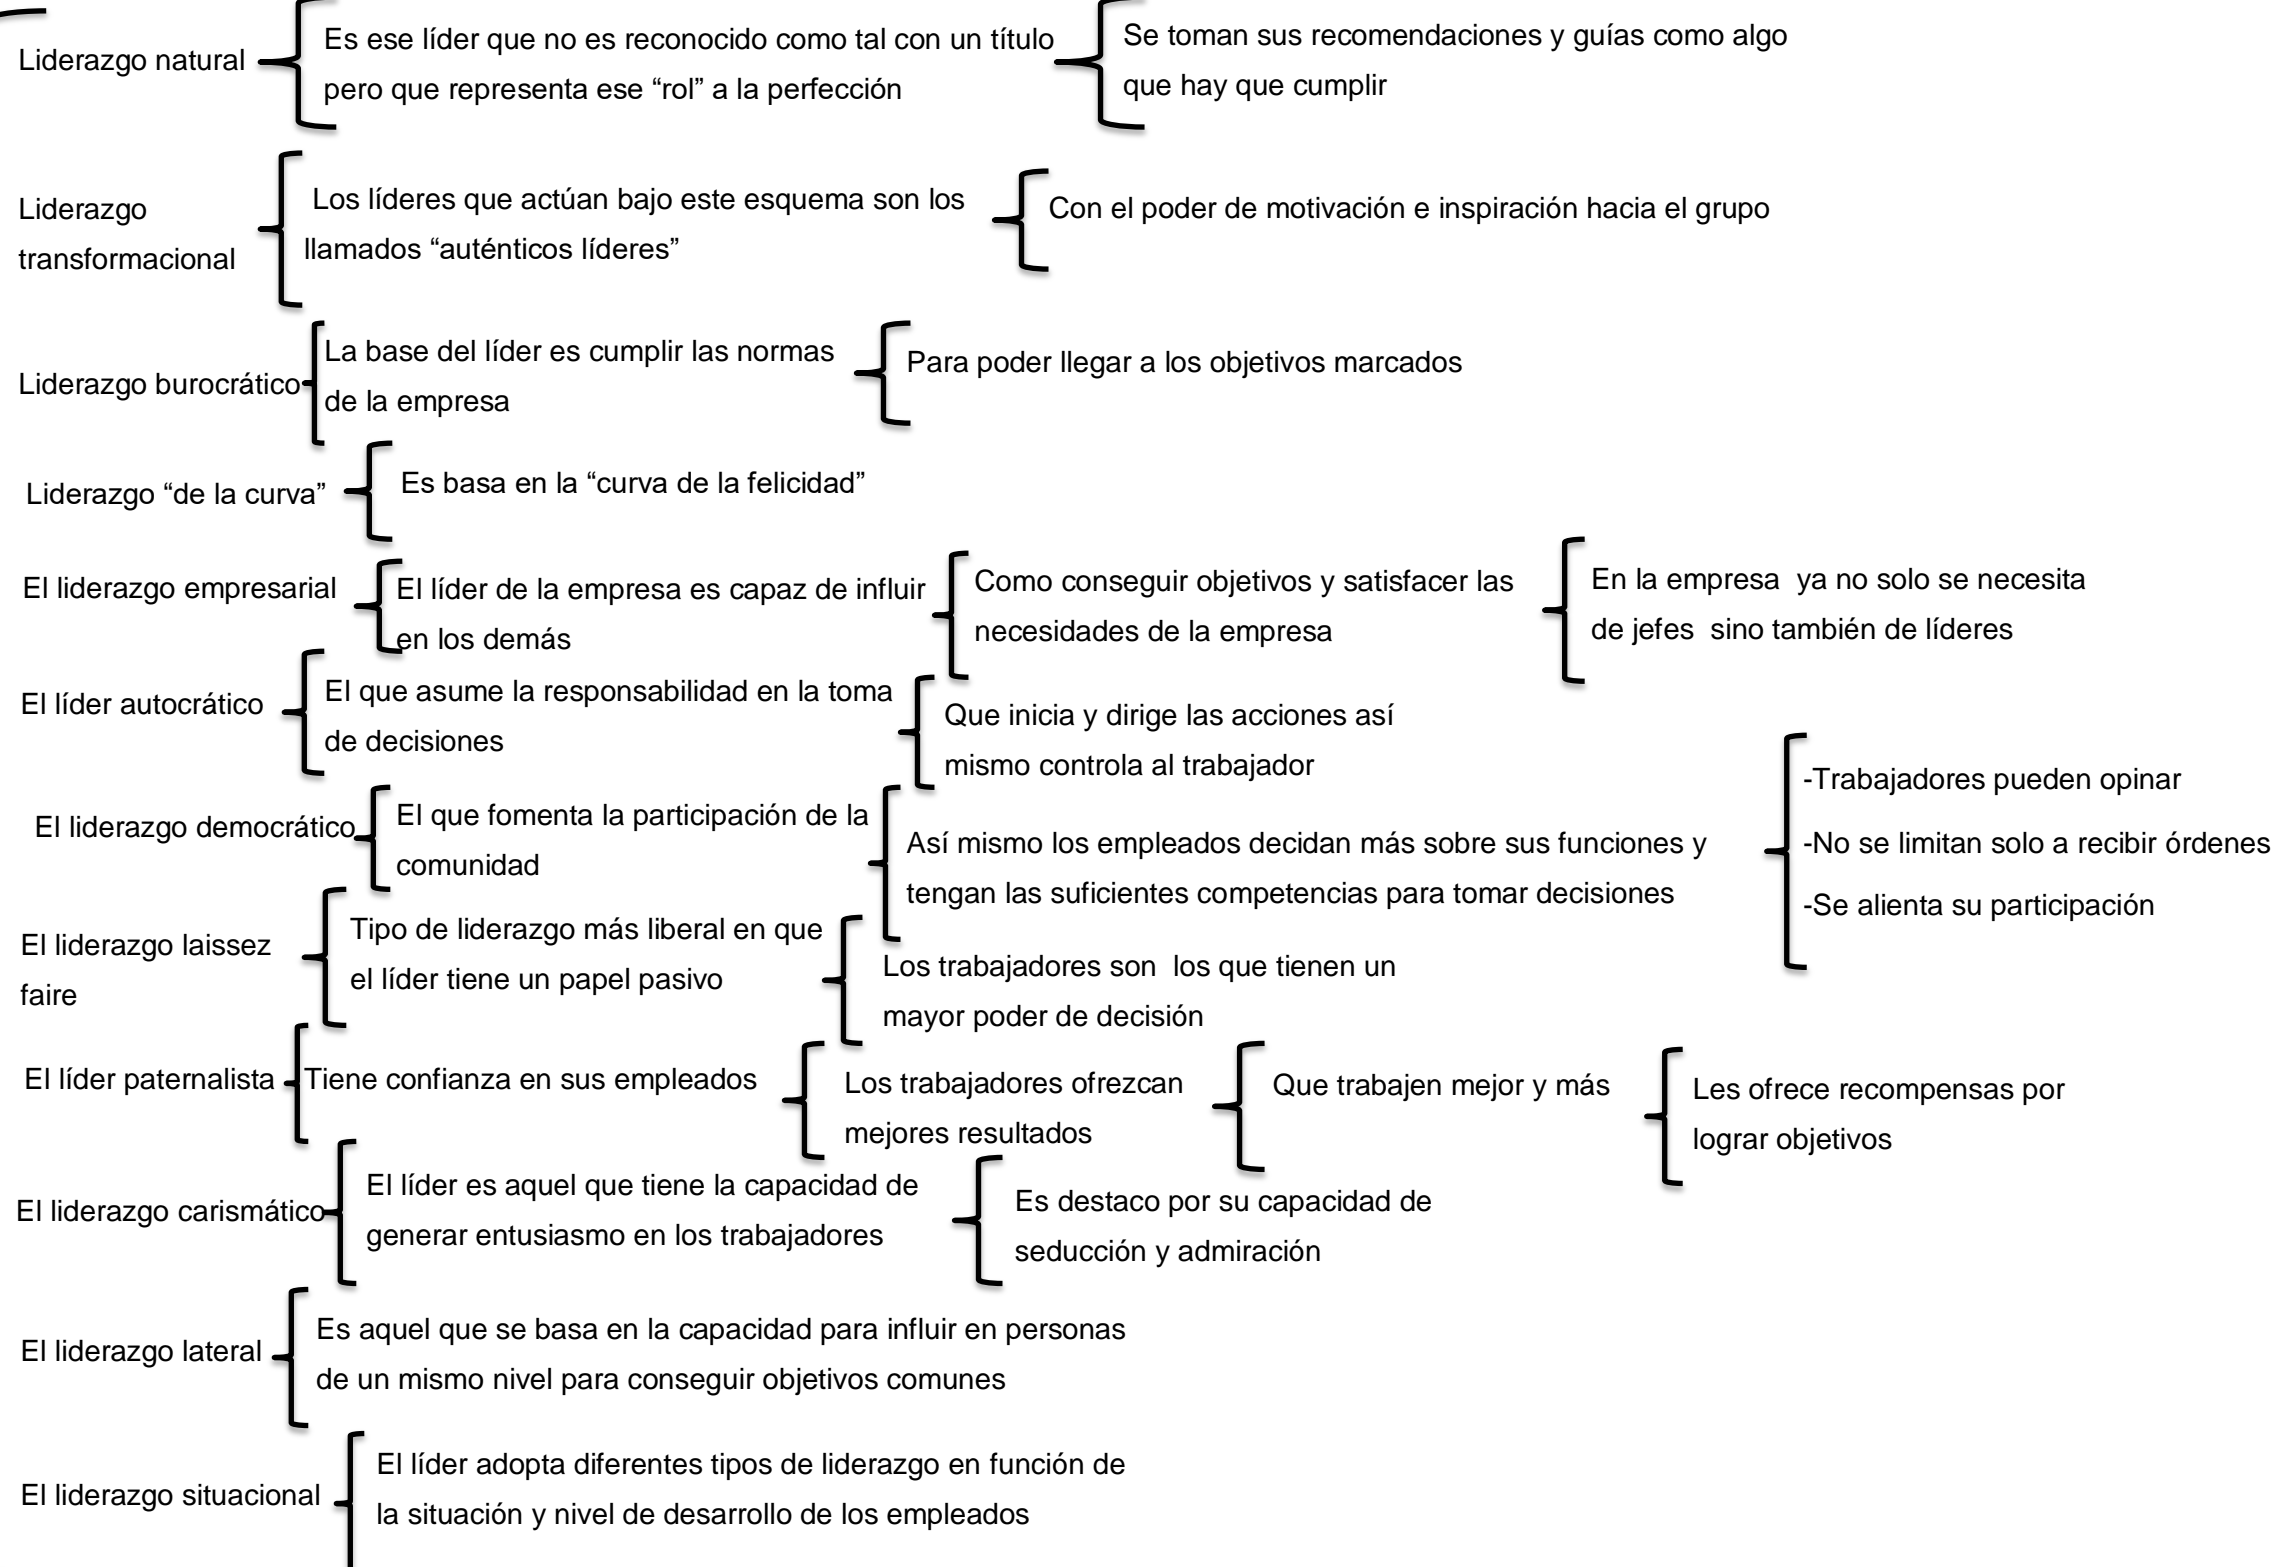 Liderazgo natural
Es ese líder que no es reconocido como tal con un título
pero que representa ese “rol” a la perfección
Se toman sus recomendaciones y guías como algo
que hay que cumplir
Liderazgo
transformacional
Los líderes que actúan bajo este esquema son los
llamados “auténticos líderes”
Con el poder de motivación e inspiración hacia el grupo
Liderazgo burocrático
La base del líder es cumplir las normas
de la empresa
Para poder llegar a los objetivos marcados
Liderazgo “de la curva”
Es basa en la “curva de la felicidad”
El liderazgo empresarial
El líder de la empresa es capaz de influir
en los demás
Como conseguir objetivos y satisfacer las
necesidades de la empresa
En la empresa  ya no solo se necesita
de jefes  sino también de líderes
El líder autocrático
El que asume la responsabilidad en la toma
de decisiones
Que inicia y dirige las acciones así
mismo controla al trabajador
El liderazgo democrático
El que fomenta la participación de la
comunidad
Así mismo los empleados decidan más sobre sus funciones y
tengan las suficientes competencias para tomar decisiones
-Trabajadores pueden opinar
-No se limitan solo a recibir órdenes
-Se alienta su participación
El liderazgo laissez
faire
Tipo de liderazgo más liberal en que
el líder tiene un papel pasivo
Los trabajadores son  los que tienen un
mayor poder de decisión
El líder paternalista
Tiene confianza en sus empleados
Los trabajadores ofrezcan
mejores resultados
Que trabajen mejor y más
Les ofrece recompensas por
lograr objetivos
El liderazgo carismático
El líder es aquel que tiene la capacidad de
generar entusiasmo en los trabajadores
Es destaco por su capacidad de
seducción y admiración
El liderazgo lateral
Es aquel que se basa en la capacidad para influir en personas
de un mismo nivel para conseguir objetivos comunes
El liderazgo situacional
El líder adopta diferentes tipos de liderazgo en función de
la situación y nivel de desarrollo de los empleados